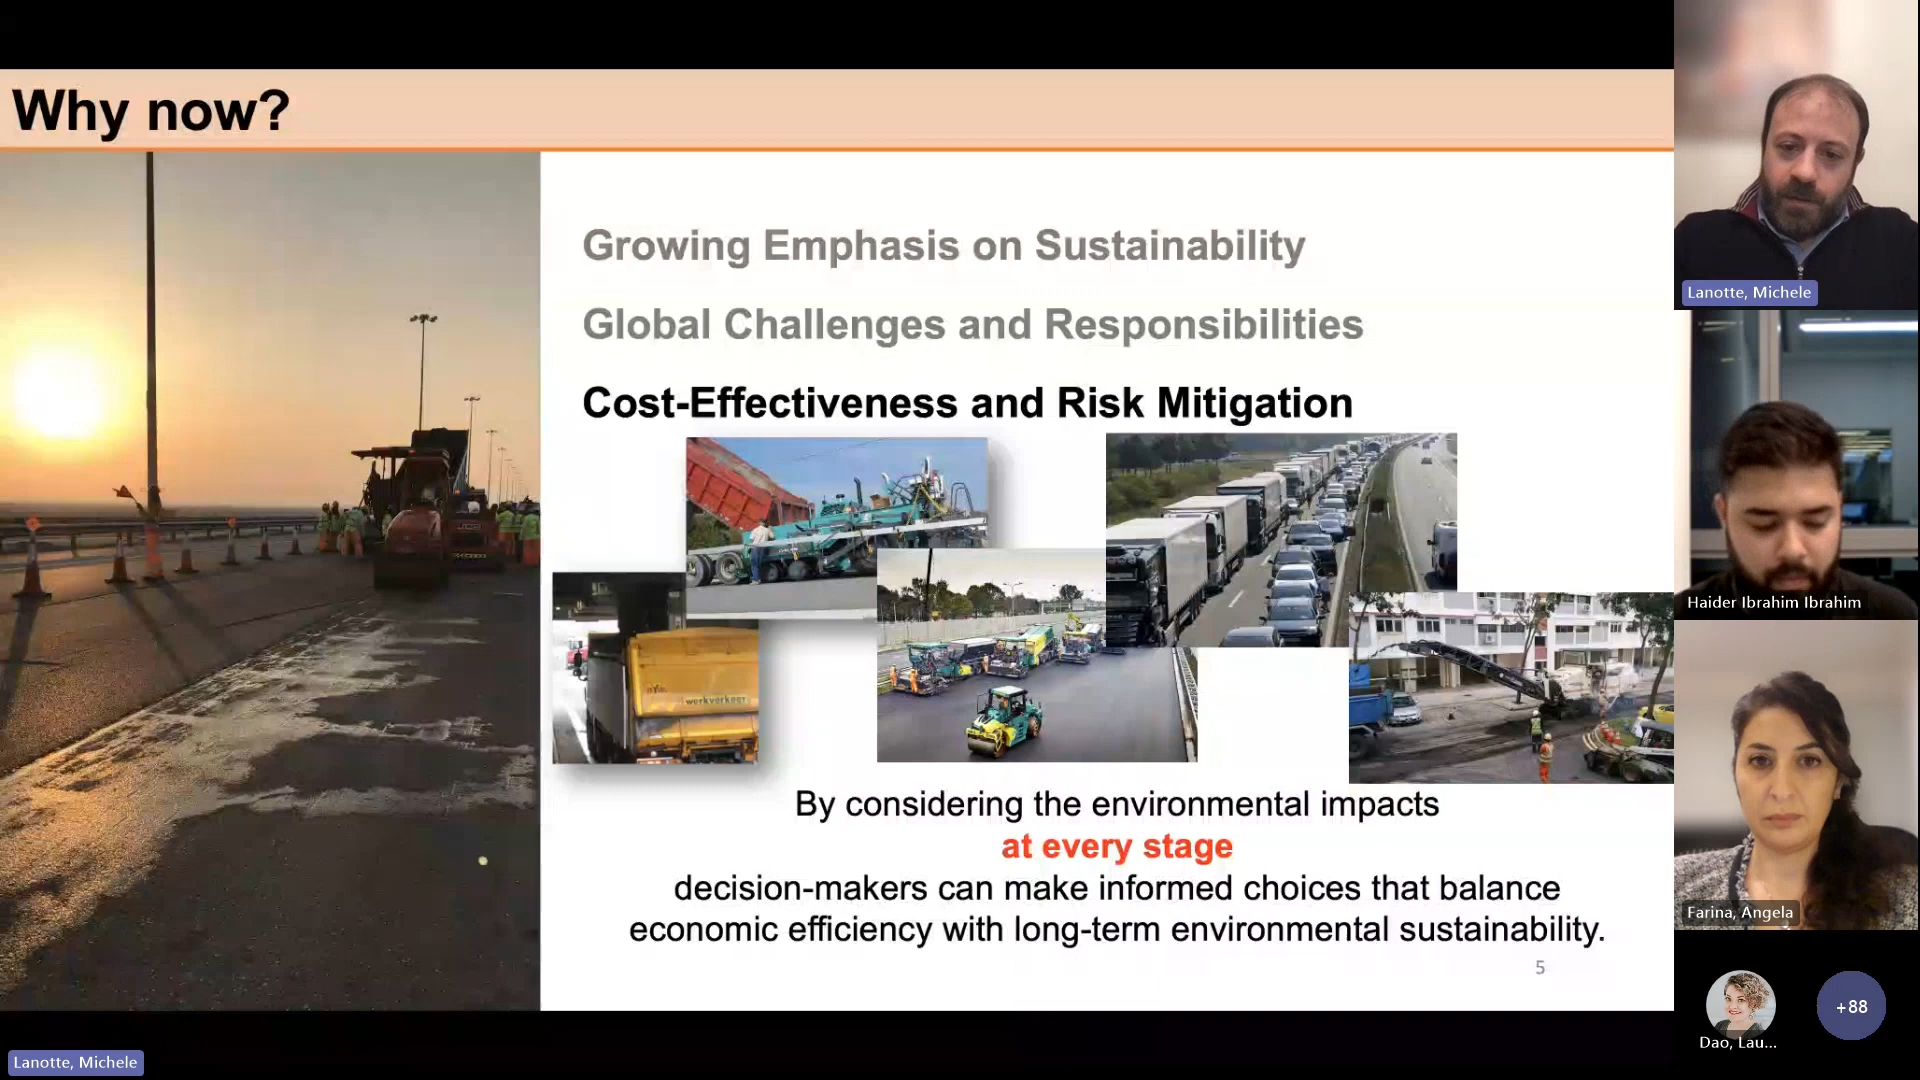 Why now?
Growing Emphasis on Sustainability
Global Challenges and Responsibilities
Cost-Effectiveness and Risk Mitigation
werkverkeer
By considering the environmental impacts
at every stage
decision-makers can make informed choices that balance
economic efficiency with long-term environmental sustainability.
5
Lanotte, Michele
Lanotte, Michele
Haider Ibrahim Ibrahim
Farina, Angela
Dao, Lau...
+88